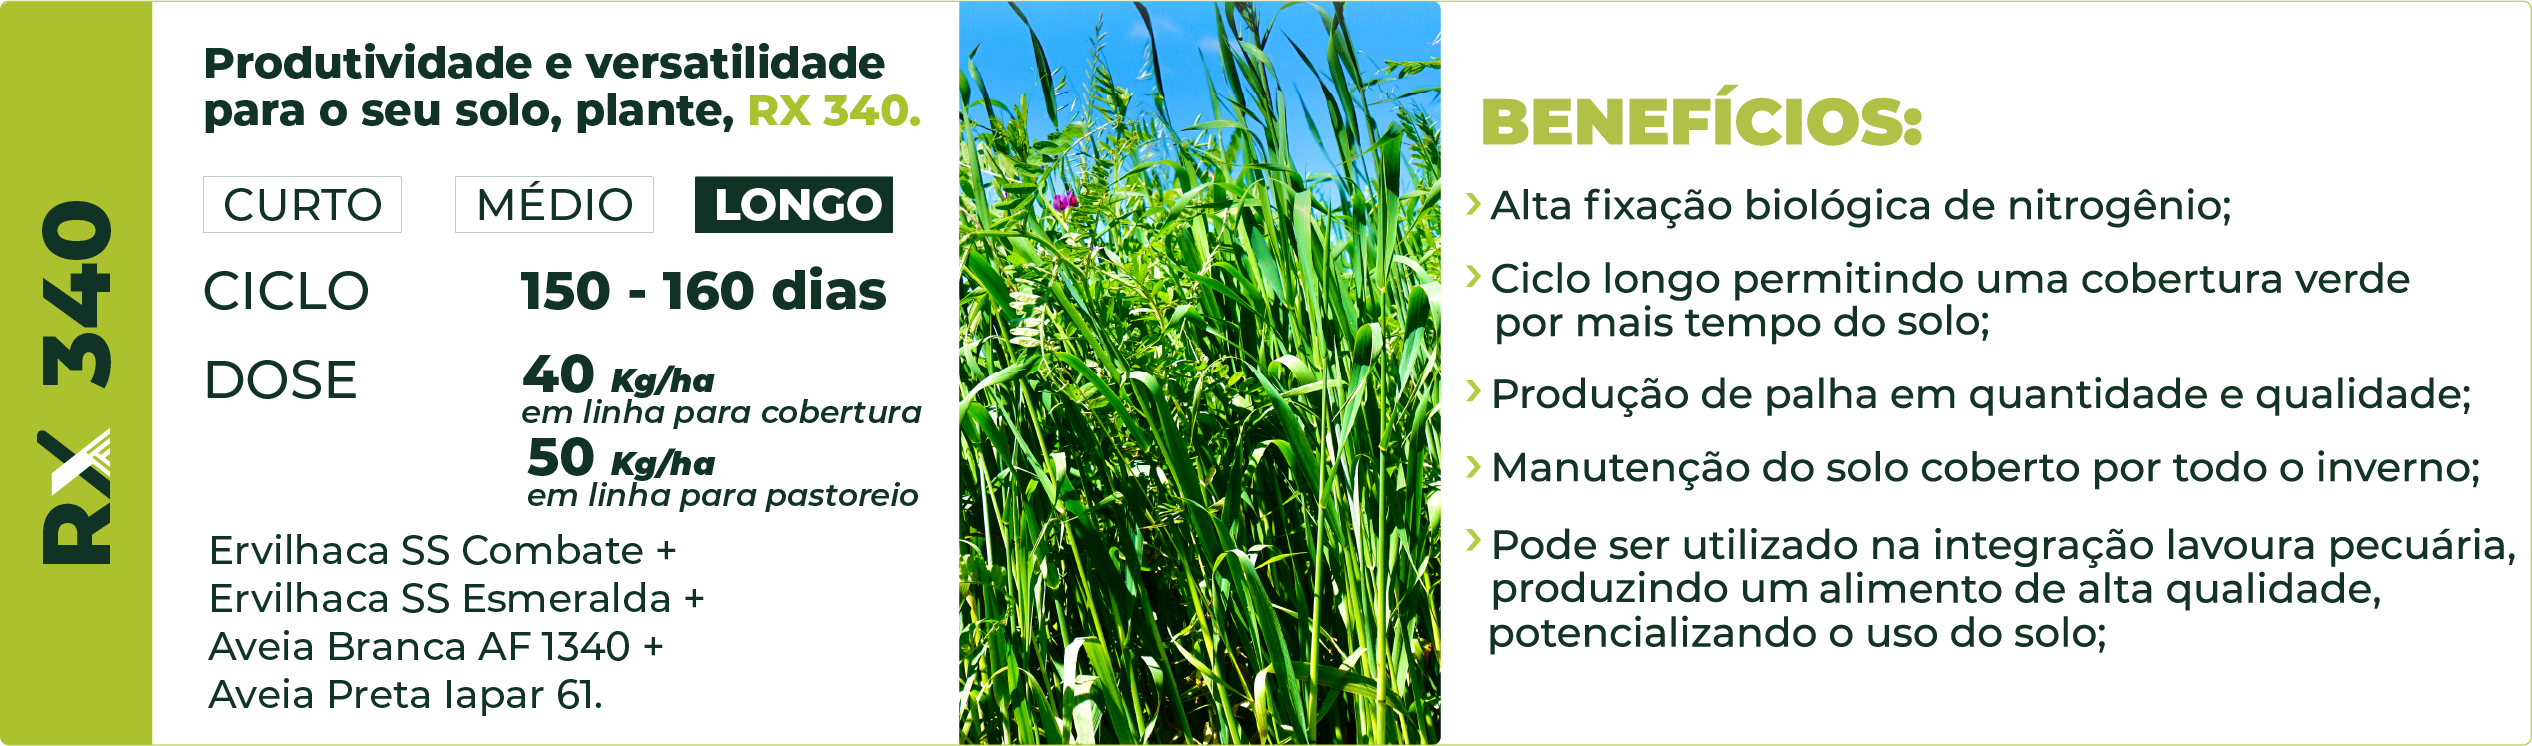 RX 340
Produtividade e versatilidade
para o seu solo, plante, RX 340.
CURTO MÉDIO LONGO
CICLO 150 - 160 dias
DOSE 40 Kg/ha
em linha para cobertura
50 Kg/ha
em linha para pastoreio
Ervilhaca SS Combate +
Ervilhaca SS Esmeralda +
Aveia Branca AF 1340 +
Aveia Preta Iapar 61.
BENEFÍCIOS:
› Alta fixação biológica de nitrogênio;
› Ciclo longo permitindo uma cobertura verde
por mais tempo do solo;
› Produção de palha em quantidade e qualidade;
› Manutenção do solo coberto por todo o inverno;
› Pode ser utilizado na integração lavoura pecuária,
produzindo um alimento de alta qualidade,
potencializando o uso do solo;